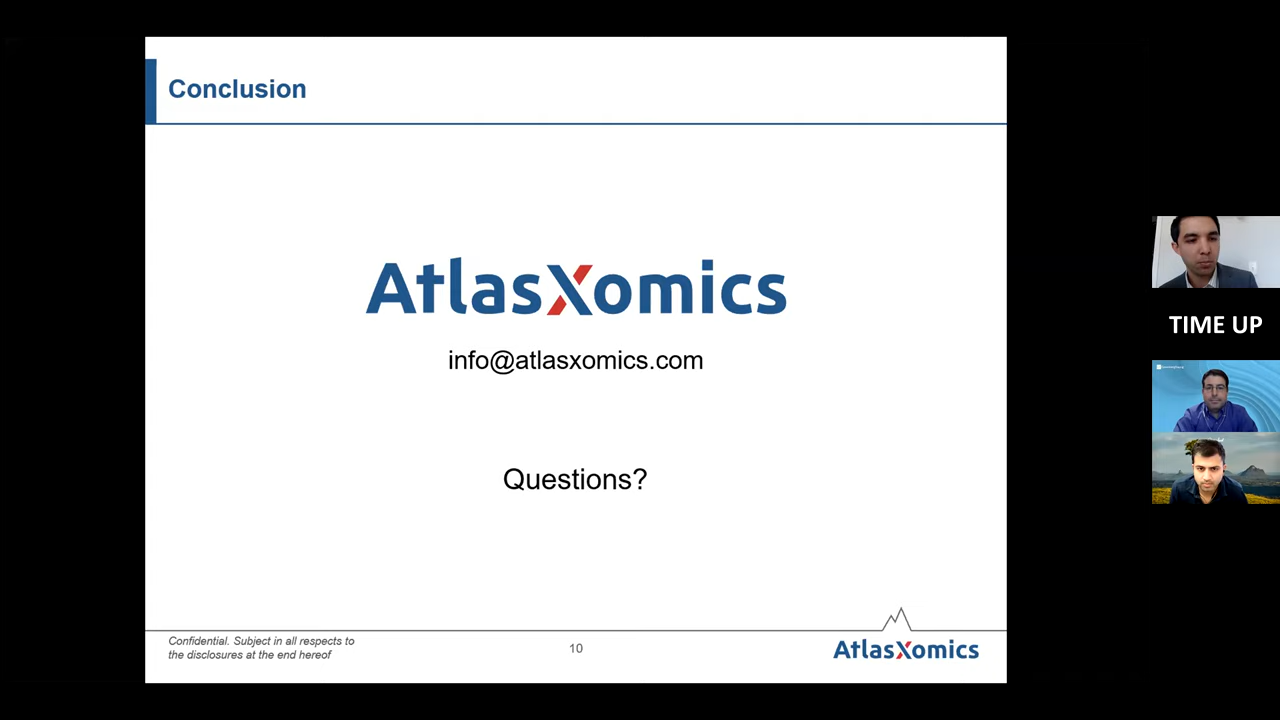 Conclusion
AtlasXomics
info@atlasxomics.com
Questions?
Confidential. Subject in all respects to
the disclosures at the end hereof
10
AtlasXomics
TIME UP